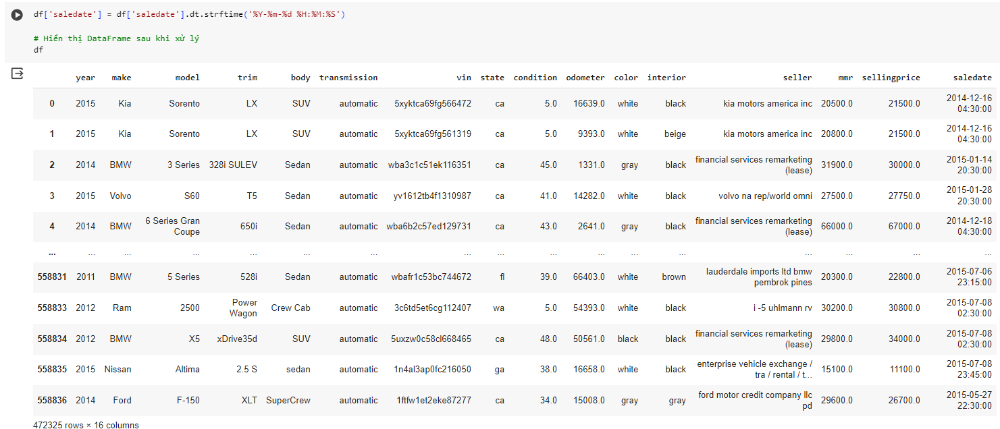 df['saledate'] = df['saledate'].dt.strftime('%Y-%m-%d %H:%M:%S')
# Hiển thị DataFrame sau khi xử lý
df
year make model trim body transmission vin state condition odometer color interior seller mmr sellingprice saledate
0 2015 Kia Sorento LX SUV automatic 5xyktca69fg566472 ca 5.0 16639.0 white black kia motors america inc 20500.0 21500.0 2014-12-16
04:30:00
1 2015 Kia Sorento LX SUV automatic 5xyktca69fg561319 ca 5.0 9393.0 white beige kia motors america inc 20800.0 21500.0 2014-12-16
04:30:00
2 2014 BMW 3 Series 328i SULEV Sedan automatic wba3c1c51ek116351 ca 45.0 1331.0 gray black financial services remarketing 31900.0 30000.0 2015-01-14
(lease) 20:30:00
3 2015 Volvo S60 T5 Sedan automatic yv1612tb4f1310987 ca 41.0 14282.0 white black volvo na rep/world omni 27500.0 27750.0 2015-01-28
20:30:00
4 2014 BMW 6 Series Gran 650i Sedan automatic wba6b2c57ed129731 ca 43.0 2641.0 gray black financial services remarketing 66000.0 67000.0 2014-12-18
Coupe (lease) 04:30:00
... ... ... ... ... ... ... ... ... ... ... ... ... ... ... ... ...
558831 2011 BMW 5 Series 528i Sedan automatic wbafr1c53bc744672 fl 39.0 66403.0 white brown lauderdale imports ltd bmw 20300.0 22800.0 2015-07-06
pembrok pines 23:15:00
558833 2012 Ram 2500 Power Crew Cab automatic 3c6td5et6cg112407 wa 5.0 54393.0 white black i -5 uhlmann rv 30200.0 30800.0 2015-07-08
Wagon 02:30:00
558834 2012 BMW X5 xDrive35d SUV automatic 5uxzw0c58cl668465 ca 48.0 50561.0 black black financial services remarketing 29800.0 34000.0 2015-07-08
(lease) 02:30:00
558835 2015 Nissan Altima 2.5 S sedan automatic 1n4al3ap0fc216050 ga 38.0 16658.0 white black enterprise vehicle exchange / 15100.0 11100.0 2015-07-08
tra / rental / t... 23:45:00
558836 2014 Ford F-150 XLT SuperCrew automatic 1ftfw1et2eke87277 ca 34.0 15008.0 gray gray ford motor credit company llc 29600.0 26700.0 2015-05-27
pd 22:30:00
472325 rows × 16 columns